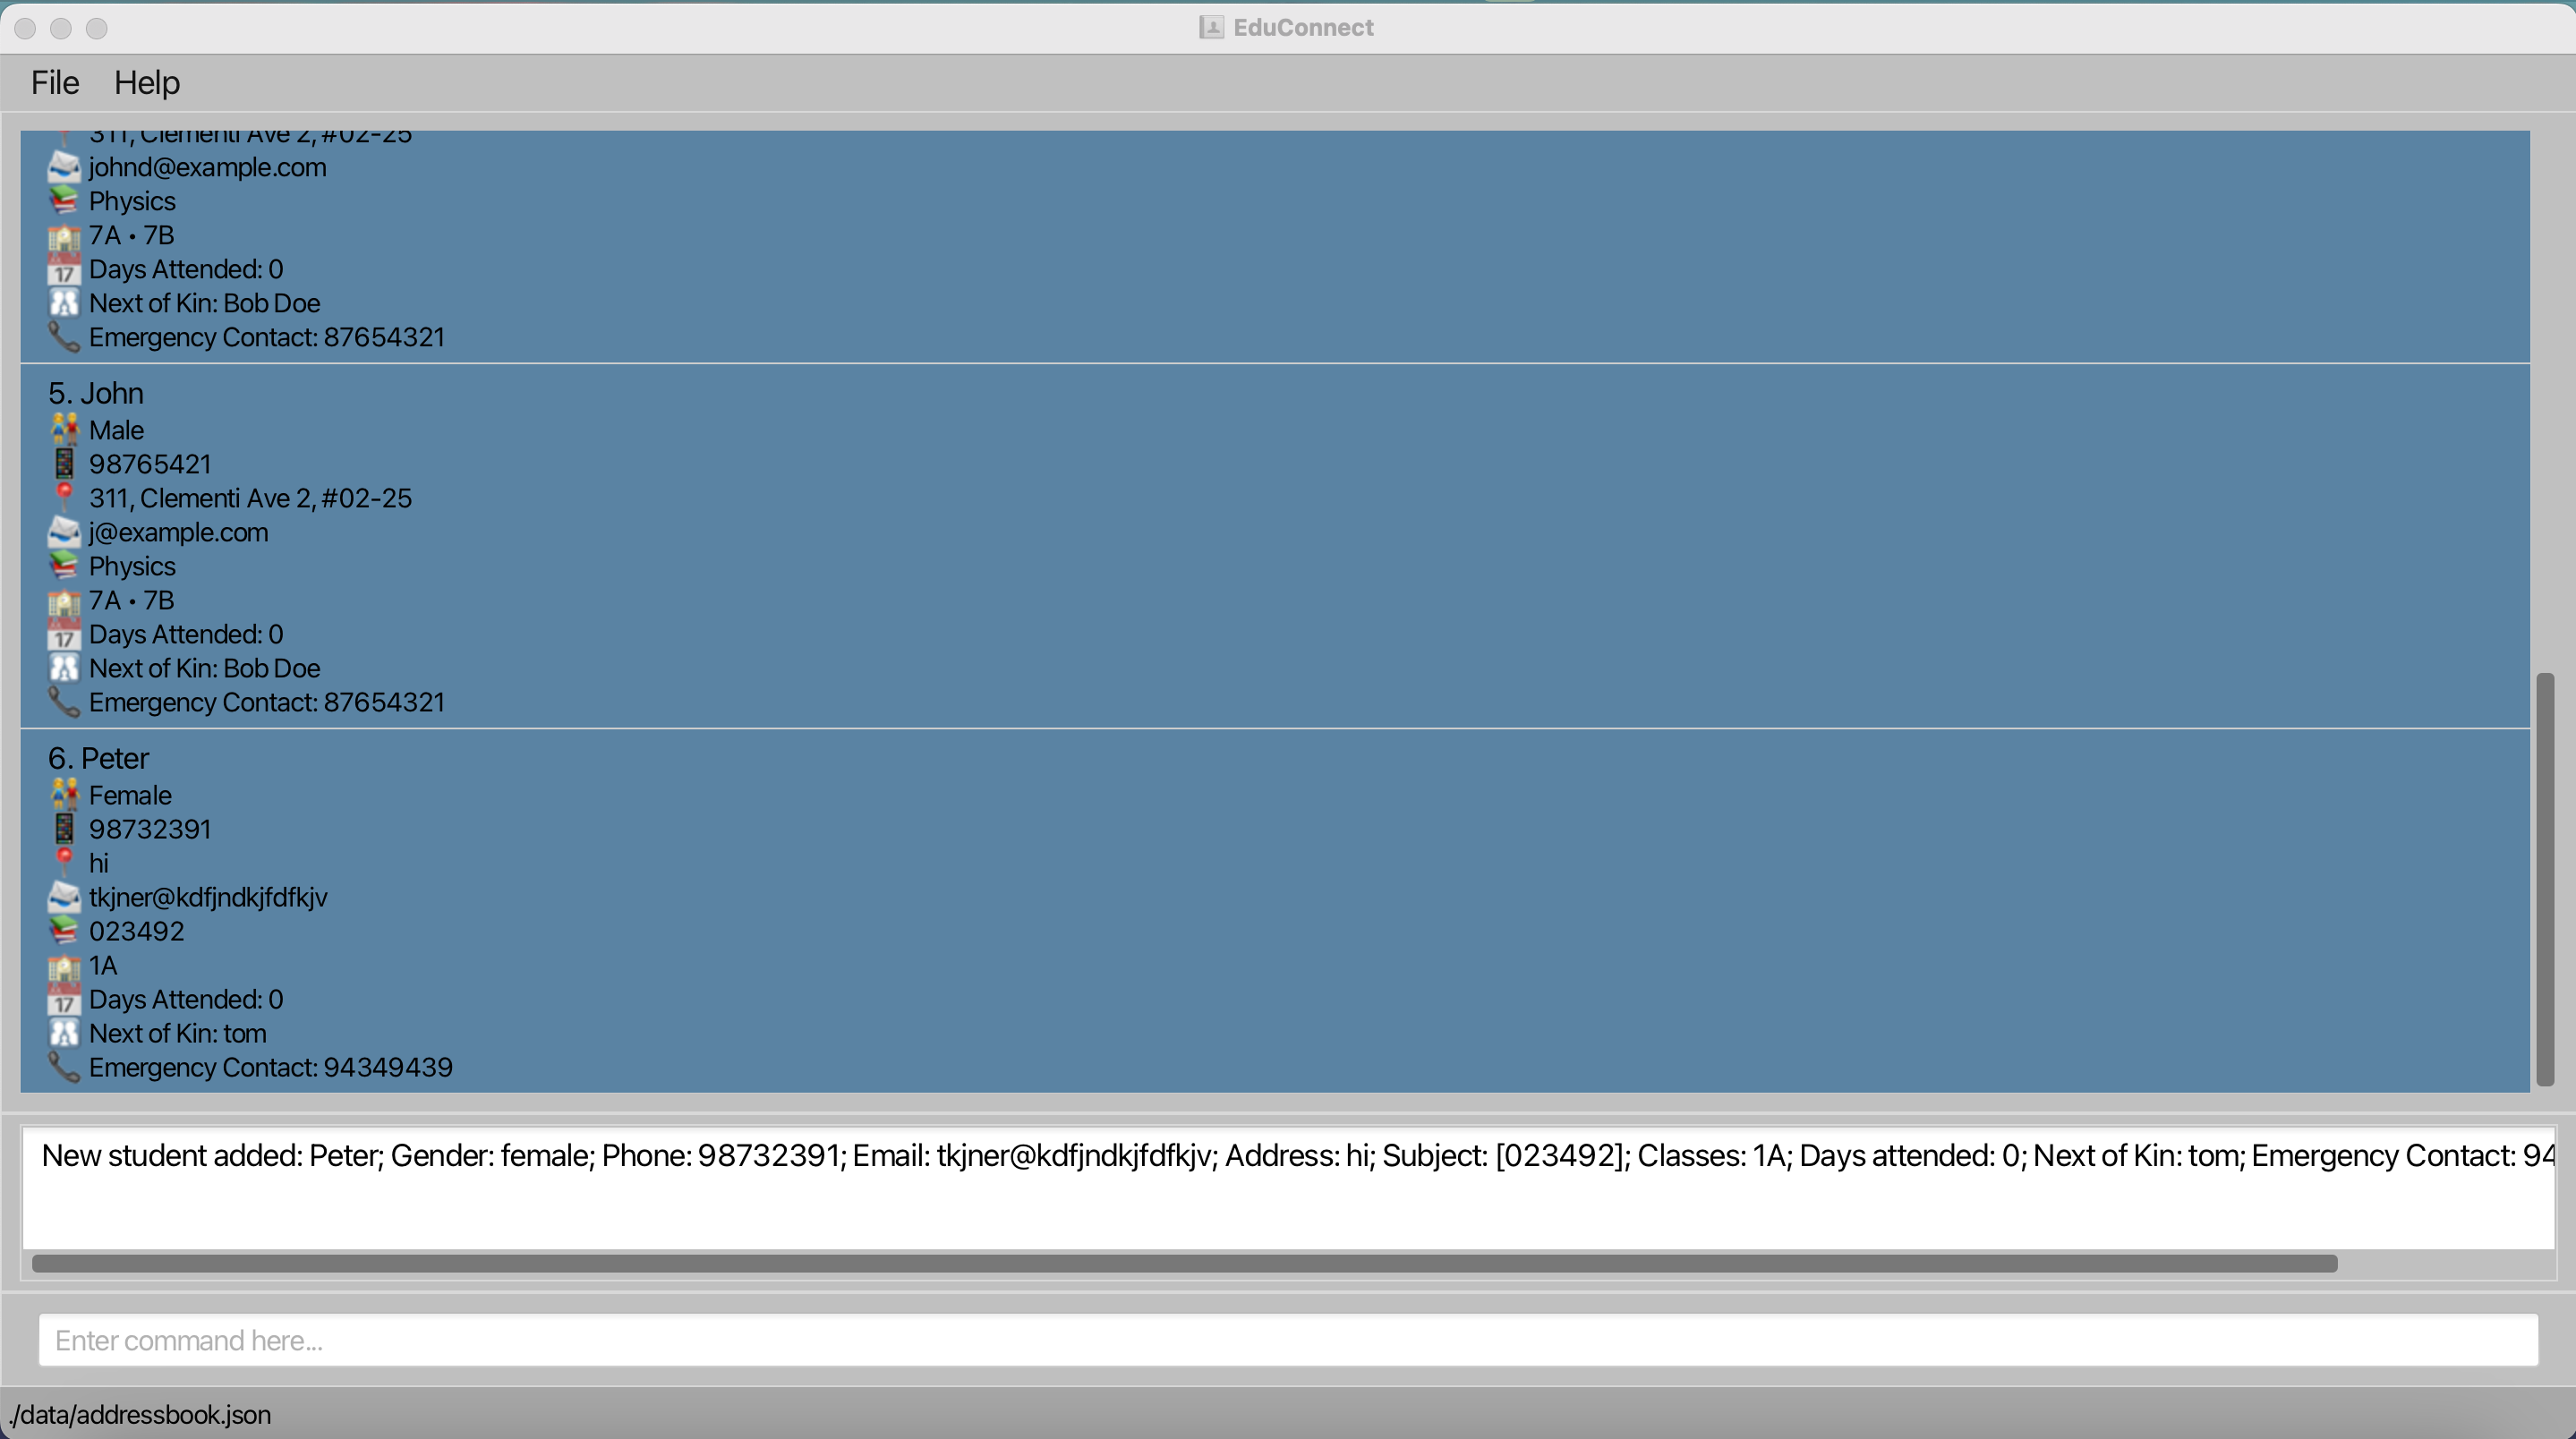 EduConnect
File Help
311, Clementi Ave 2, #02-25
johnd@example.com
Physics
7A • 7B
17 Days Attended: 0
Next of Kin: Bob Doe
Emergency Contact: 87654321
5. John
Male
98765421
311, Clementi Ave 2, #02-25
j@example.com
Physics
7A • 7B
17 Days Attended: 0
Next of Kin: Bob Doe
Emergency Contact: 87654321
6. Peter
Female
98732391
hi
tkjner@kdfjndkjfdfkjv
023492
1A
17 Days Attended: 0
Next of Kin: tom
Emergency Contact: 94349439
New student added: Peter; Gender: female; Phone: 98732391; Email: tkjner@kdfjndkjfdfkjv; Address: hi; Subject: [023492]; Classes: 1A; Days attended: 0; Next of Kin: tom; Emergency Contact: 94
Enter command here...
./data/addressbook.json